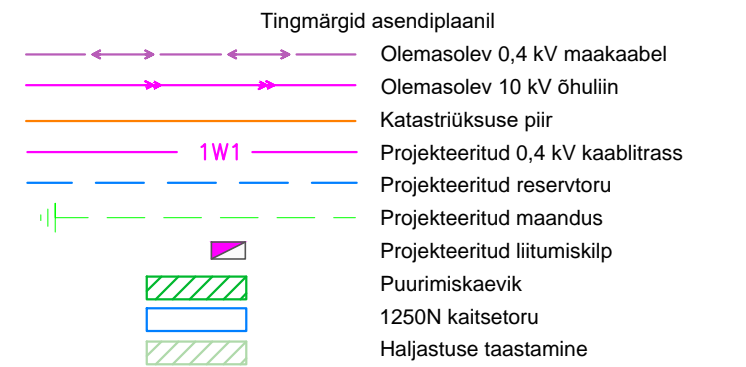 Tingmärgid asendiplaanil
Olemasolev 0,4 kV maakaabel
Olemasolev 10 kV õhuliin
Katastriüksuse piir
1W1 Projekteeritud 0,4 kV kaablitrass
Projekteeritud reservtoru
Projekteeritud maandus
Projekteeritud liitumiskilp
Puurimiskaevik
1250N kaitsetoru
Haljastuse taastamine